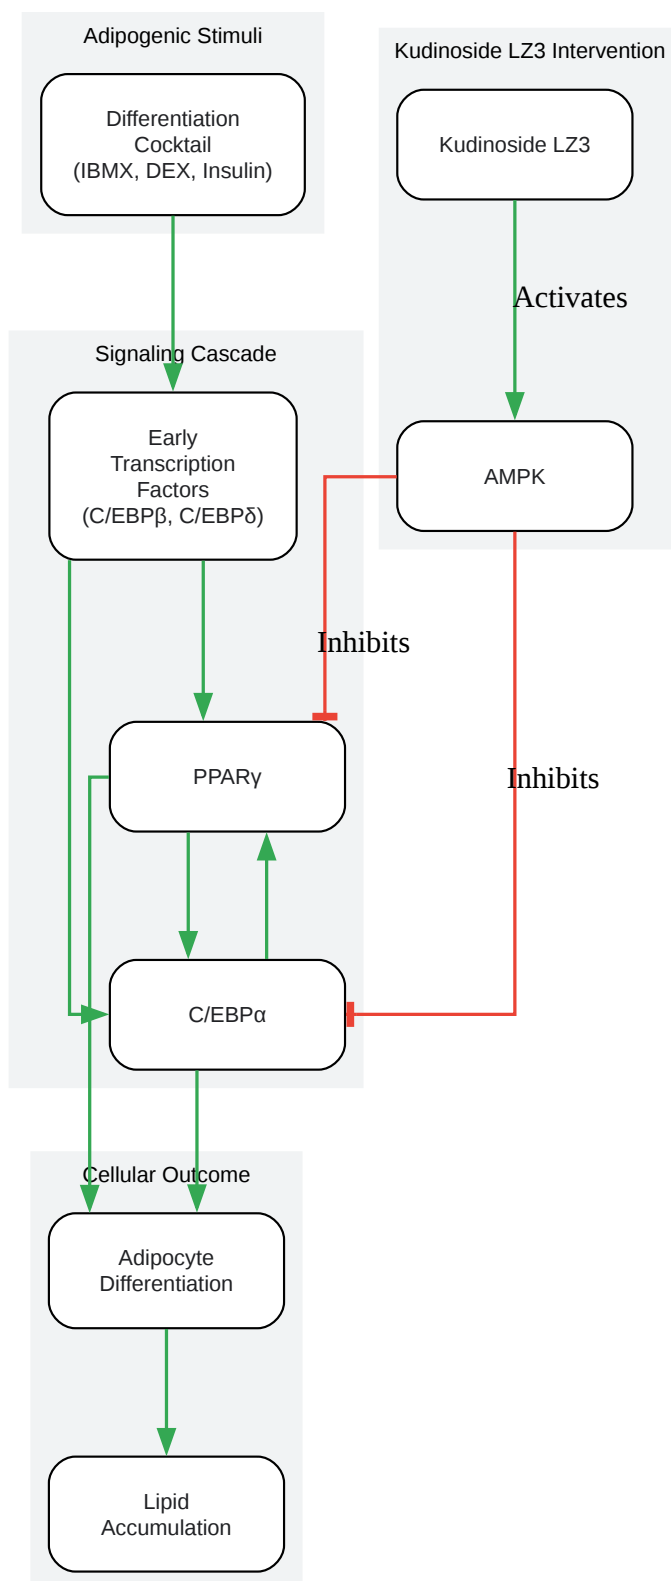 Adipogenic Stimuli
Differentiation
Cocktail
(IBMX, DEX, Insulin)
Kudinoside LZ3 Intervention
Kudinoside LZ3
Activates
AMPK
Signaling Cascade
Early
Transcription
Factors
(C/EBPβ, C/EBPδ)
Inhibits
Inhibits
PPARγ
C/EBPα
Cellular Outcome
Adipocyte
Differentiation
Lipid
Accumulation